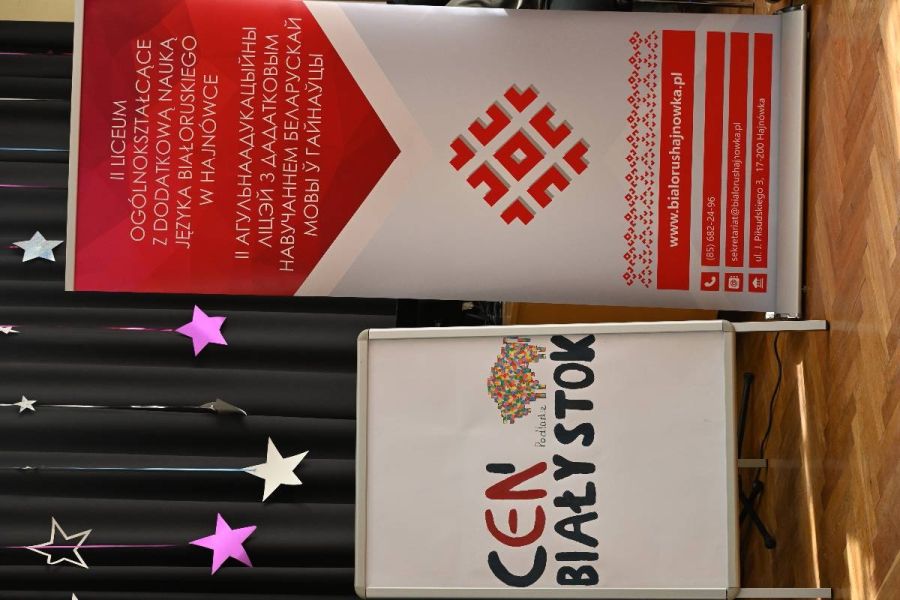 II LICEUM
OGÓLNOKSZTAŁCĄCE
Z DODATKOWĄ NAUKĄ
JĘZYKA BIAŁORUSKIEGO
W HAJNÓWCE
II АГУЛЬНААДУКАЦЫЙНЫ
ЛІЦЭЙ З ДАДАТКОВЫМ
НАВУЧАННЕМ БЕЛАРУСКАЙ
МОВЫ Ў ГАЙНАЎЦЫ
www.bialorushajnowka.pl
(85) 682-24-96
sekretariat@bialorushajnowka.pl
ul. J. Piłsudskiego 3, 17-200 Hajnówka
CEN
Podlaskie
BIAŁYSTOK